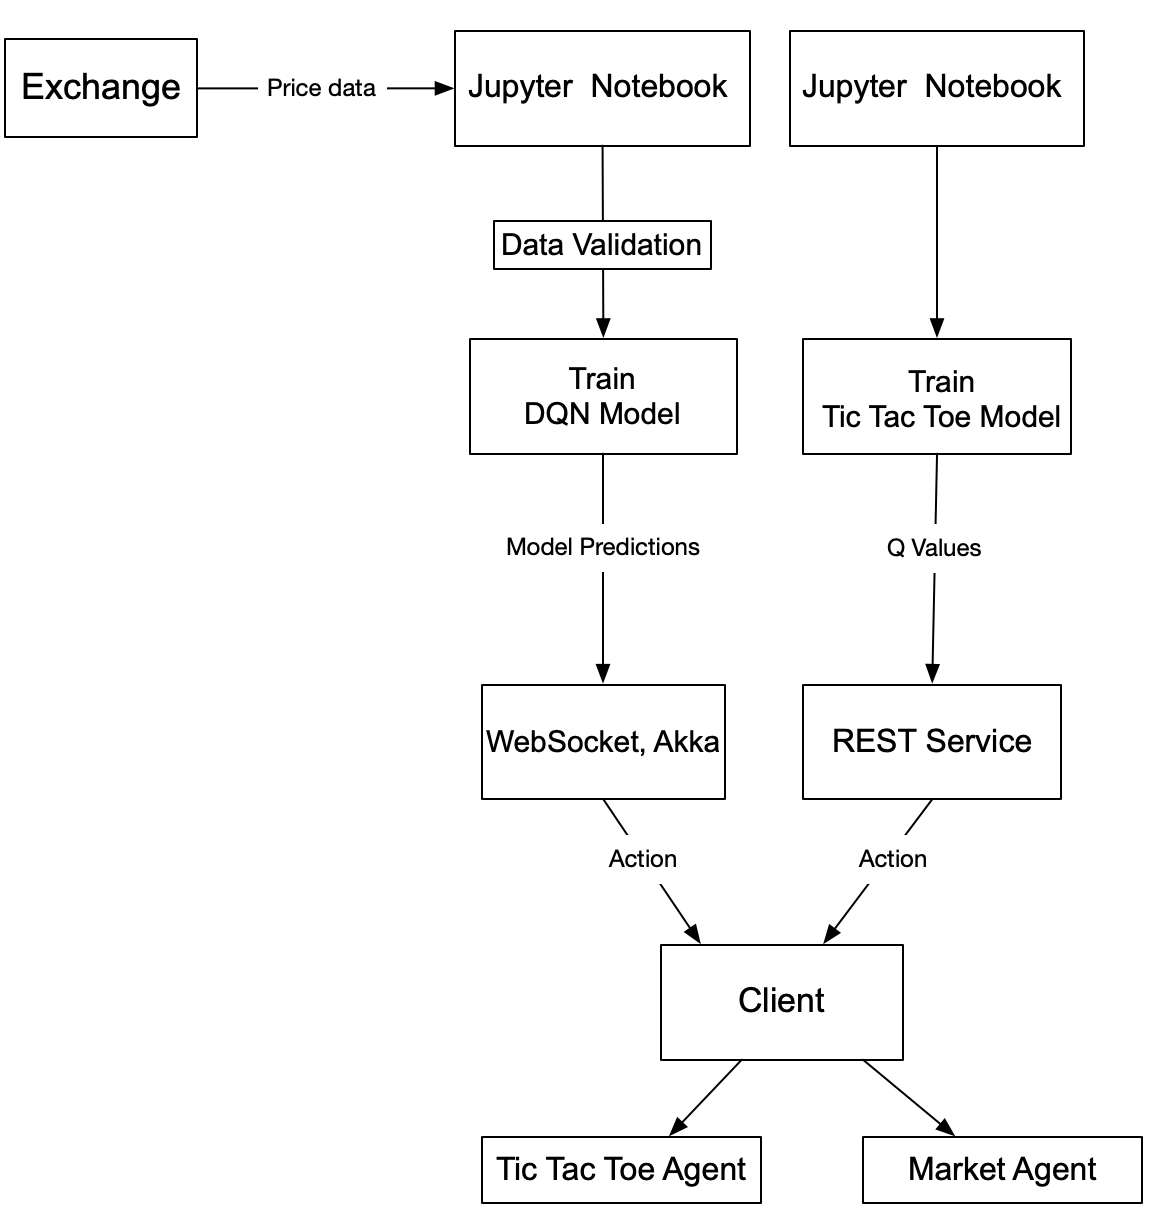 Exchange
Price data
Jupyter  Notebook
Jupyter  Notebook
Data Validation
Train
DQN Model
Train
Tic Tac Toe Model
Model Predictions
Q Values
WebSocket, Akka
REST Service
Action
Action
Client
Tic Tac Toe Agent
Market Agent